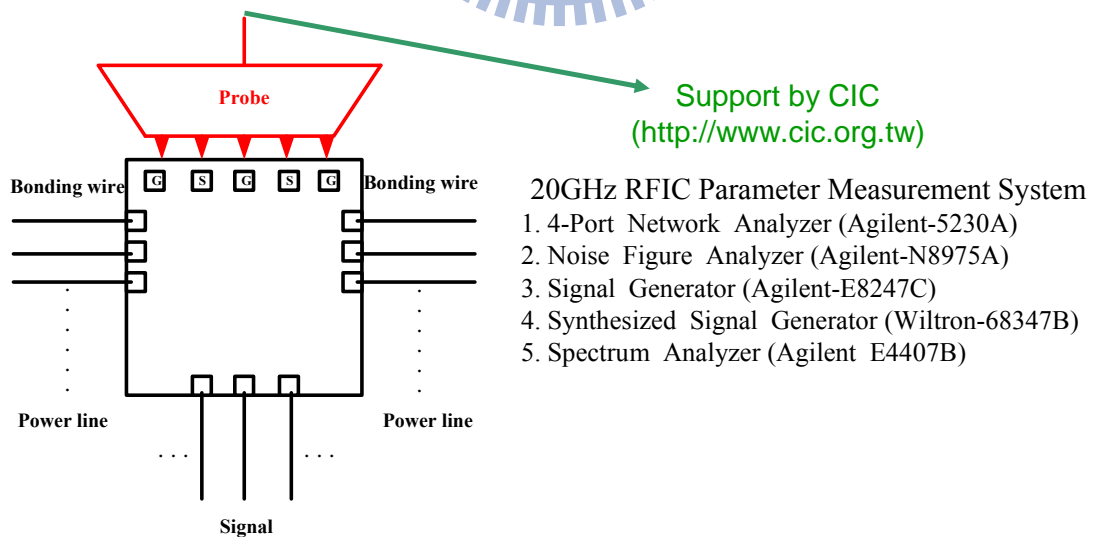 Support by CIC
(http://www.cic.org.tw)
Probe
G S G S G
Bonding wire
Bonding wire
20GHz RFIC Parameter Measurement System
1. 4-Port Network Analyzer (Agilent-5230A)
2. Noise Figure Analyzer (Agilent-N8975A)
3. Signal Generator (Agilent-E8247C)
4. Synthesized Signal Generator (Wiltron-68347B)
5. Spectrum Analyzer (Agilent E4407B)
Power line
Power line
. . .
. . .
Signal